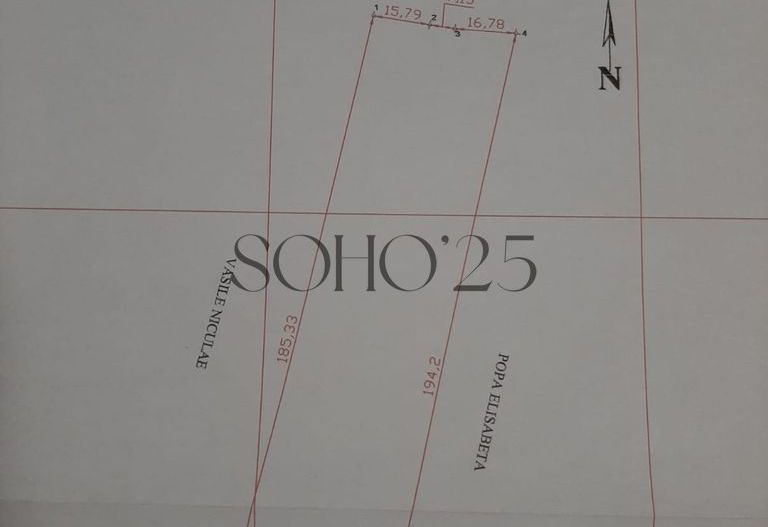 1
15,79
2
3
16,78
4
N
SOHO'25
VASILE NICULAE
185,33
194,2
POPA ELISABETA